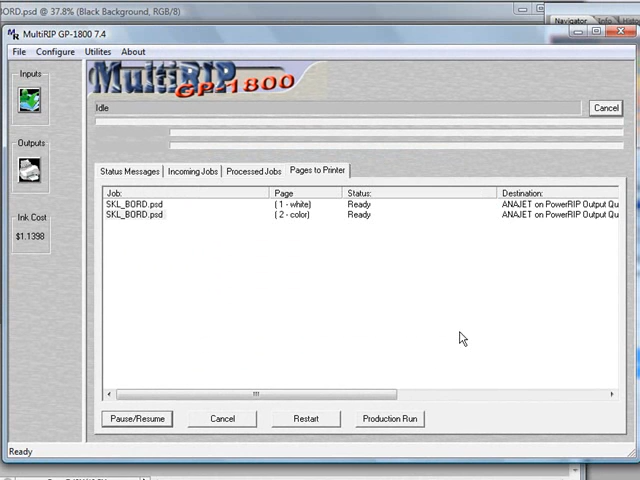 ORD.psd @ 37.8% (Black Background, RGB/8)
Navigator Info
MultiRIP GP-1800 7.4
File Configure Utilites About
MultiRIP
GP-1800
Inputs
Idle
Cancel
Outputs
Status Messages Incoming Jobs Processed Jobs Pages to Printer
Job: Page Status: Destination:
SKL_BORD.psd ( 1 - white) Ready ANAJET on PowerRIP Output Qu
SKL_BORD.psd ( 2 - color) Ready ANAJET on PowerRIP Output Qu
Ink Cost
$1.1398
Pause/Resume Cancel Restart Production Run
Ready